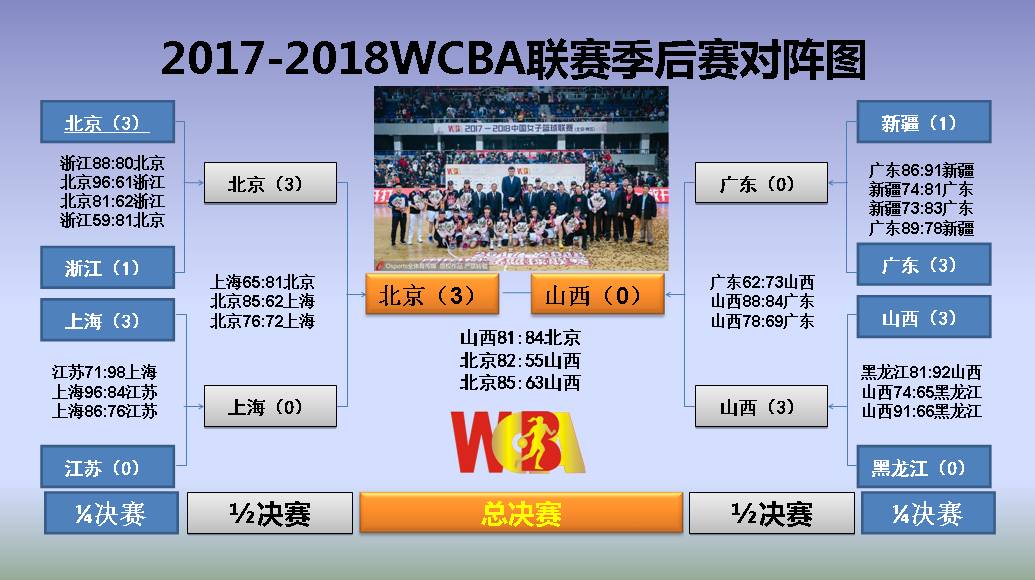 2017-2018WCBA联赛季后赛对阵图
北京（3）
浙江88:80北京
北京96:61浙江
北京81:62浙江
浙江59:81北京
浙江（1）
上海（3）
江苏71:98上海
上海96:84江苏
上海86:76江苏
江苏（0）
北京（3）
上海65:81北京
北京85:62上海
北京76:72上海
上海（0）
2017－2018中国女子篮球联赛
北京（3）
山西（0）
山西81:84北京
北京82:55山西
北京85:63山西
WCBA
广东（0）
广东62:73山西
山西88:84广东
山西78:69广东
山西（3）
新疆（1）
广东86:91新疆
新疆74:81广东
新疆73:83广东
广东89:78新疆
广东（3）
山西（3）
黑龙江81:92山西
山西74:65黑龙江
山西91:66黑龙江
黑龙江（0）
¼决赛
½决赛
总决赛
½决赛
¼决赛